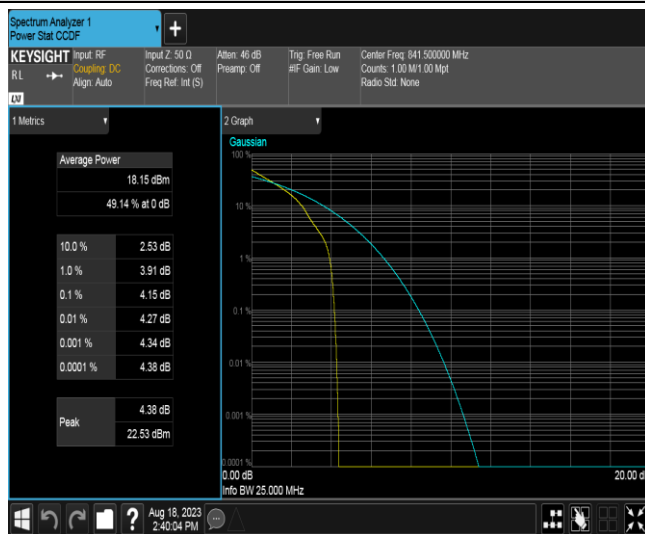 Spectrum Analyzer 1
Power Stat CCDF
+
KEYSIGHT
RL
LXI
Input: RF
Coupling: DC
Align: Auto
Input Z: 50 Ω
Corrections: Off
Freq Ref: Int (S)
Atten: 46 dB
Preamp: Off
Trig: Free Run
#IF Gain: Low
Center Freq: 841.500000 MHz
Counts: 1.00 M/1.00 Mpt
Radio Std: None
1 Metrics
Average Power
18.15 dBm
49.14 % at 0 dB
10.0 % 2.53 dB
1.0 % 3.91 dB
0.1 % 4.15 dB
0.01 % 4.27 dB
0.001 % 4.34 dB
0.0001 % 4.38 dB
Peak
4.38 dB
22.53 dBm
2 Graph
Gaussian
100 %
10 %
1 %
0.1 %
0.01 %
0.001 %
0.0001 %
0.00 dB
20.00 d
Info BW 25.000 MHz
?
Aug 18, 2023
2:40:04 PM